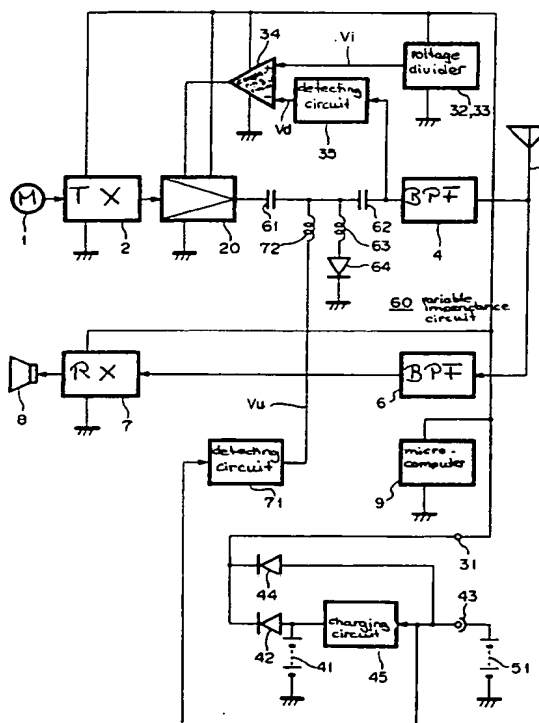 34
Vi
voltage
divider
32,33
detecting
circuit
Vd
35
M
1
TX
2
20
61
72
62
63
64
BPF
4
60 variable
impedance
circuit
RX
7
8
BPF
6
Vu
detecting
circuit
71
micro-
computer
9
31
44
42
41
charging
circuit
45
43
51